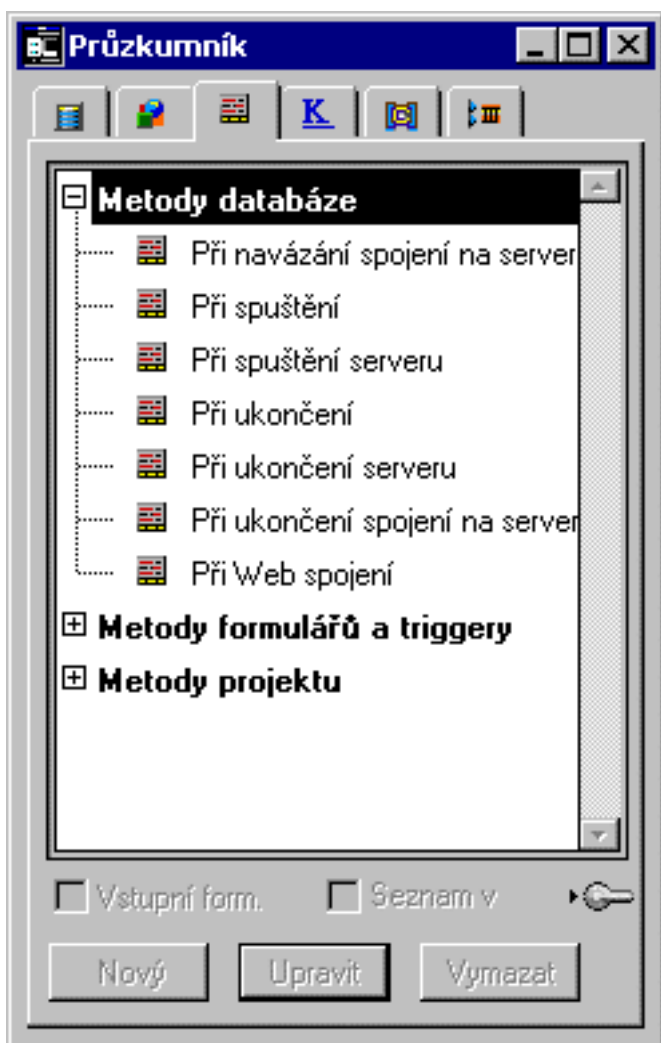 Průzkumník
K
Metody databáze
Při navázání spojení na server
Při spuštění
Při spuštění serveru
Při ukončení
Při ukončení serveru
Při ukončení spojení na server
Při Web spojení
Metody formulářů a triggery
Metody projektu
Vstupní form. Seznam v
Nový Upravit Vymazat